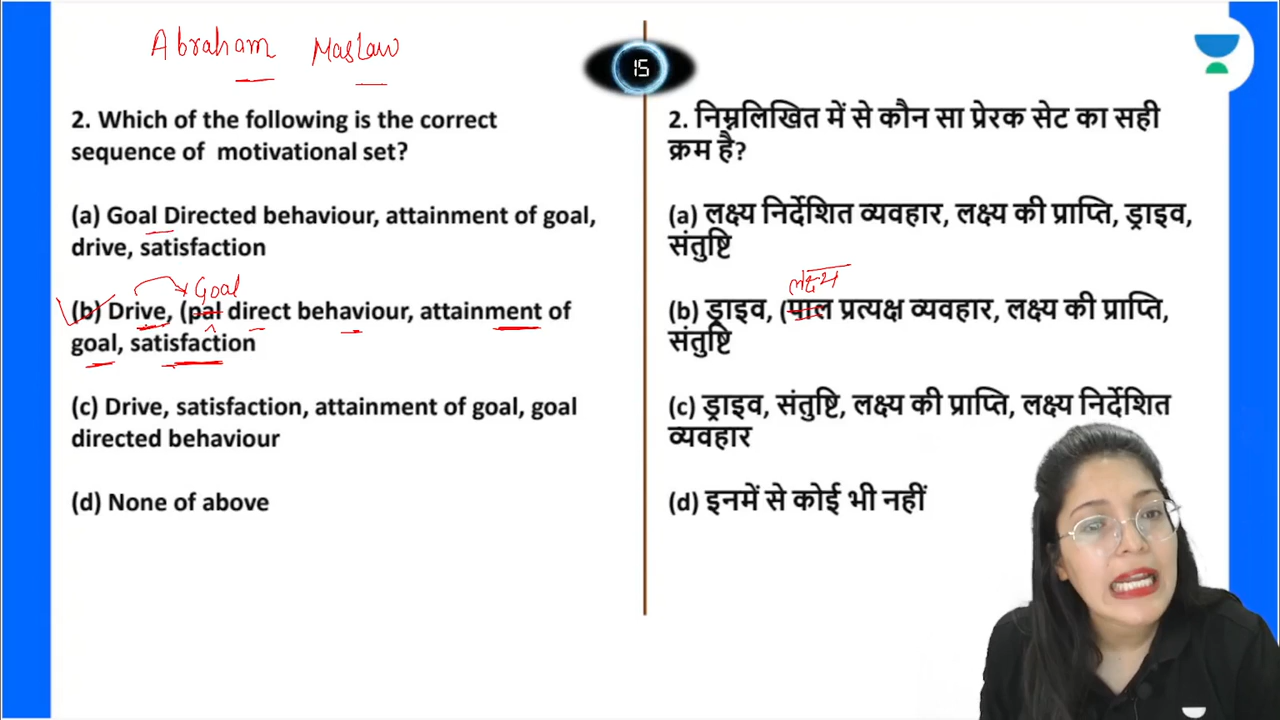 Abraham Maslaw
15
2. Which of the following is the correct
sequence of motivational set?
(a) Goal Directed behaviour, attainment of goal,
drive, satisfaction
Goal
(b) Drive, (pal direct behaviour, attainment of
goal, satisfaction
(c) Drive, satisfaction, attainment of goal, goal
directed behaviour
(d) None of above
2. निम्नलिखित में से कौन सा प्रेरक सेट का सही
क्रम है?
(a) लक्ष्य निर्देशित व्यवहार, लक्ष्य की प्राप्ति, ड्राइव,
संतुष्टि
लक्ष्य
(b) ड्राइव, (पाल प्रत्यक्ष व्यवहार, लक्ष्य की प्राप्ति,
संतुष्टि
(c) ड्राइव, संतुष्टि, लक्ष्य की प्राप्ति, लक्ष्य निर्देशित
व्यवहार
(d) इनमें से कोई भी नहीं